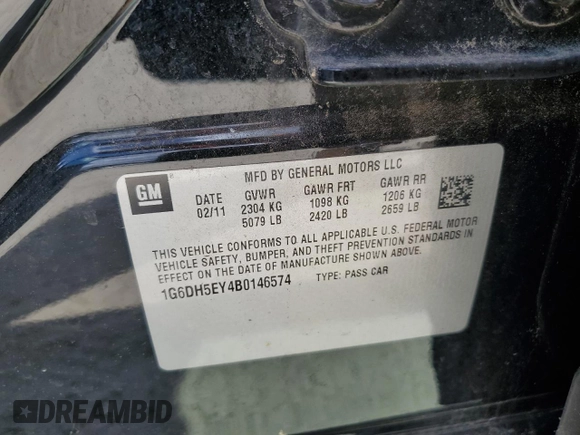 MFD BY GENERAL MOTORS LLC
GM
DATE GVWR GAWR FRT GAWR RR
02/11 2304 KG 1098 KG 1206 KG
5079 LB 2420 LB 2659 LB
THIS VEHICLE CONFORMS TO ALL APPLICABLE U.S. FEDERAL MOTOR
VEHICLE SAFETY, BUMPER, AND THEFT PREVENTION STANDARDS IN
EFFECT ON THE DATE OF MANUFACTURE SHOWN ABOVE.
1G6DH5EY4B0146574 TYPE: PASS CAR
DREAMBID